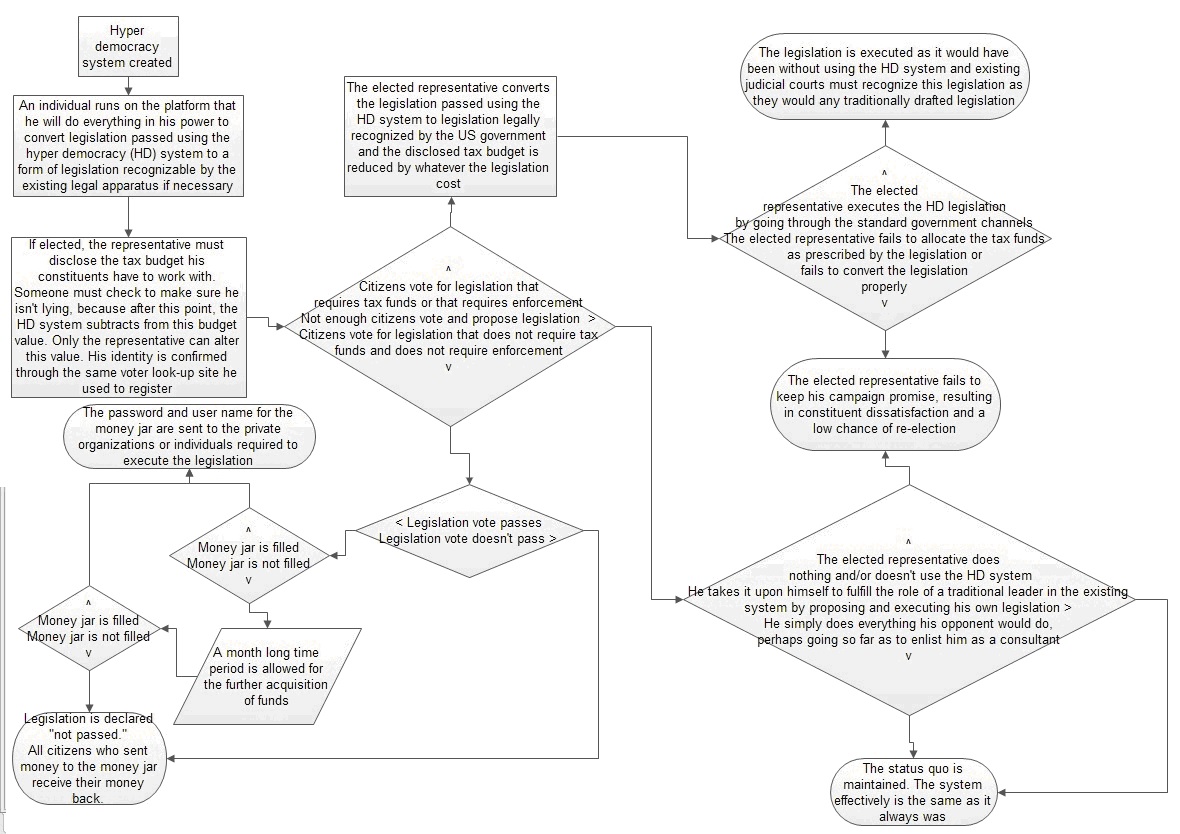 Hyper
democracy
system created
An individual runs on the platform that
he will do everything in his power to
convert legislation passed using the
hyper democracy (HD) system to a
form of legislation recognizable by the
existing legal apparatus if necessary
If elected, the representative must
disclose the tax budget his
constituents have to work with.
Someone must check to make sure he
isn't lying, because after this point, the
HD system subtracts from this budget
value. Only the representative can alter
this value. His identity is confirmed
through the same voter look-up site he
used to register
The elected representative converts
the legislation passed using the
HD system to legislation legally
recognized by the US government
and the disclosed tax budget is
reduced by whatever the legislation
cost
^
Citizens vote for legislation that
requires tax funds or that requires enforcement
Not enough citizens vote and propose legislation >
Citizens vote for legislation that does not require tax
funds and does not require enforcement
v
The legislation is executed as it would have
been without using the HD system and existing
judicial courts must recognize this legislation as
they would any traditionally drafted legislation
^
The elected
representative executes the HD legislation
by going through the standard government channels
The elected representative fails to allocate the tax funds
as prescribed by the legislation or
fails to convert the legislation
properly
v
The elected representative fails to
keep his campaign promise, resulting
in constituent dissatisfaction and a
low chance of re-election
^
The elected representative does
nothing and/or doesn't use the HD system
He takes it upon himself to fulfill the role of a traditional leader in the existing
system by proposing and executing his own legislation >
He simply does everything his opponent would do,
perhaps going so far as to enlist him as a consultant
v
The status quo is
maintained. The system
effectively is the same as it
always was
< Legislation vote passes
Legislation vote doesn't pass >
The password and user name for the
money jar are sent to the private
organizations or individuals required to
execute the legislation
^
Money jar is filled
Money jar is not filled
v
A month long time
period is allowed for
the further acquisition
of funds
^
Money jar is filled
Money jar is not filled
v
Legislation is declared
"not passed."
All citizens who sent
money to the money jar
receive their money
back.